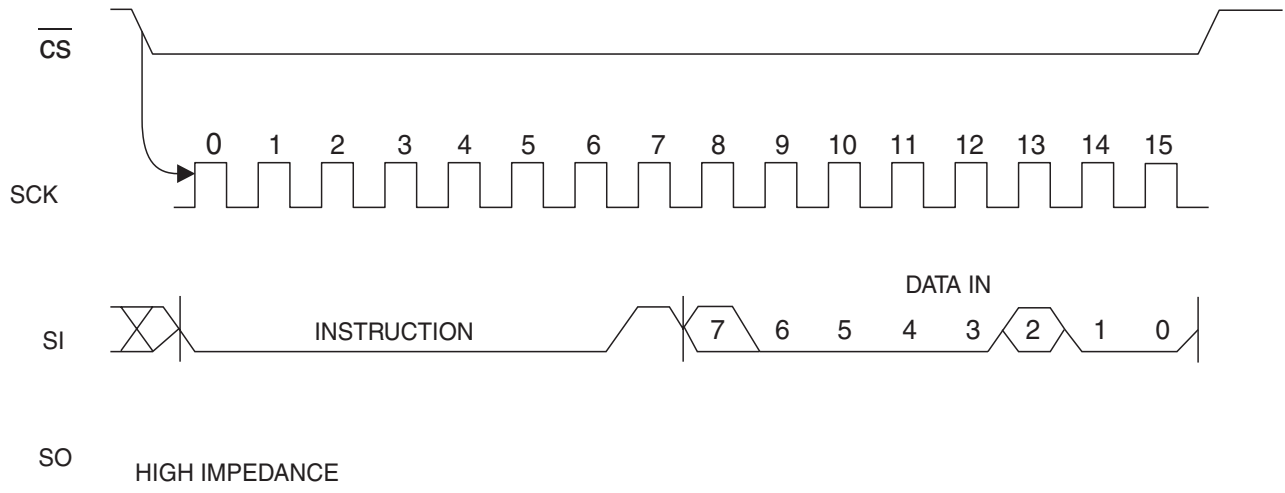 CS
0 1 2 3 4 5 6 7 8 9 10 11 12 13 14 15
SCK
DATA IN
SI INSTRUCTION 7 6 5 4 3 2 1 0
SO
HIGH IMPEDANCE